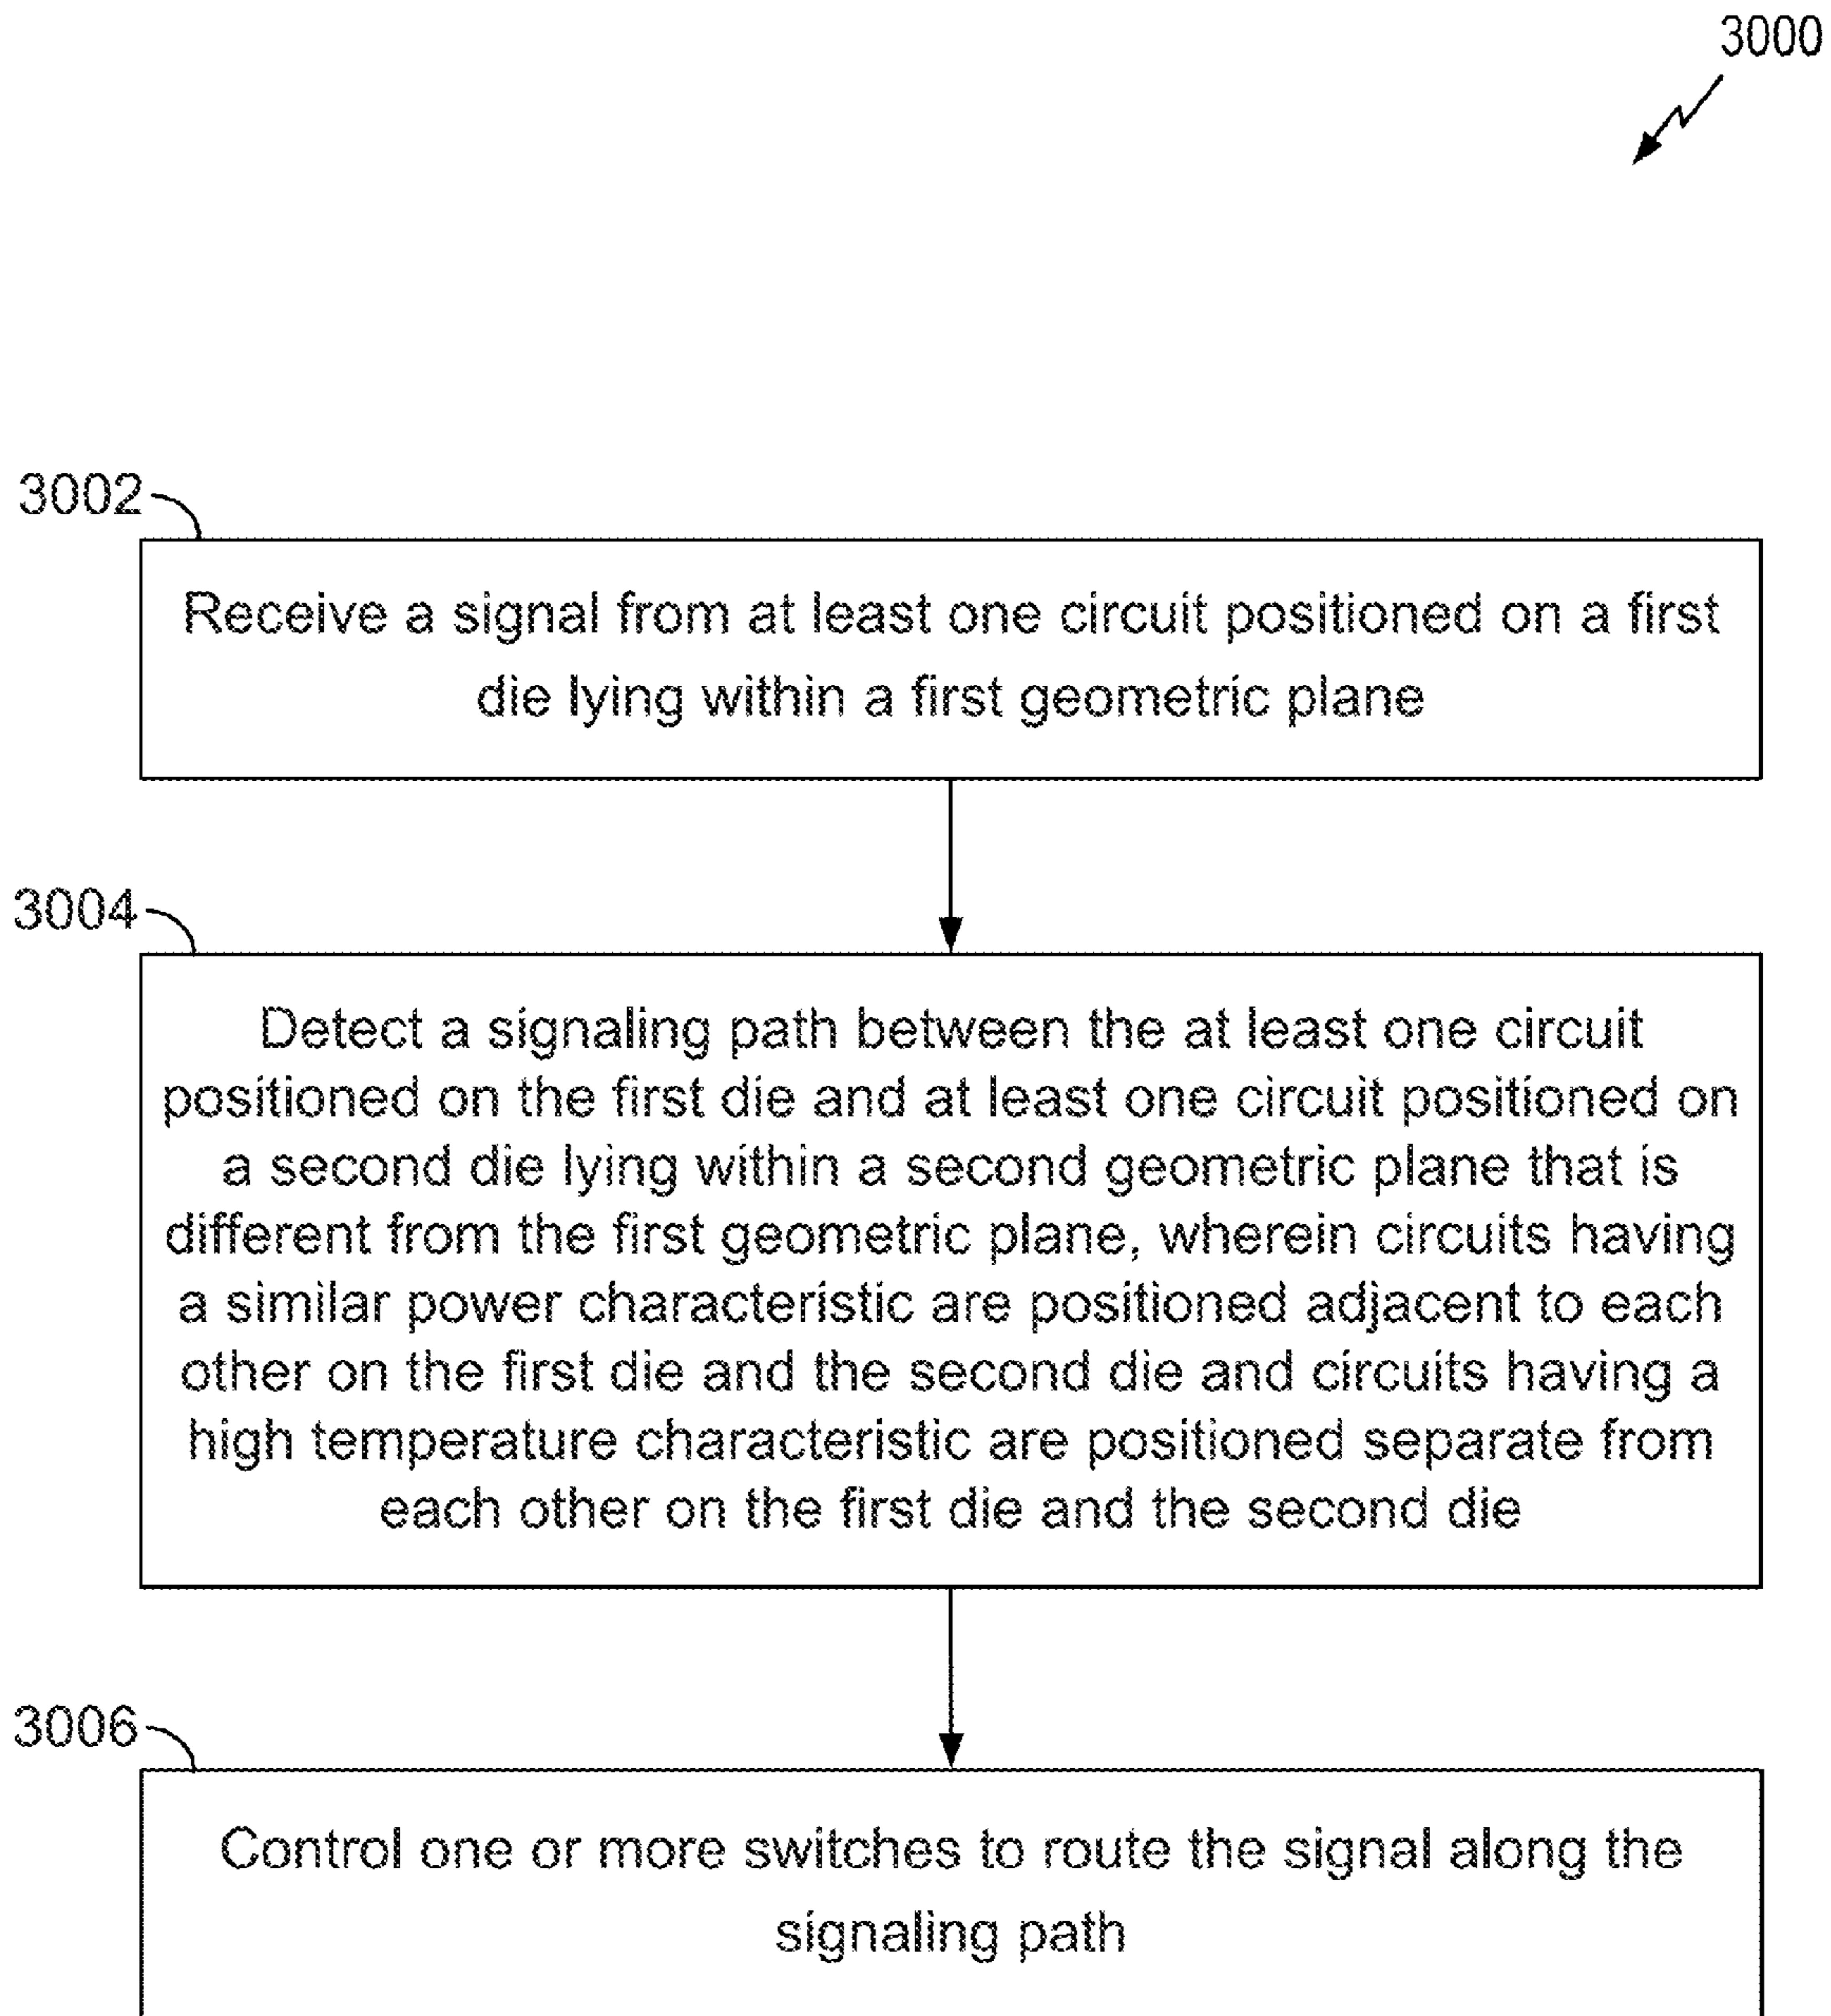 3000
3002
Receive a signal from at least one circuit positioned on a first
die lying within a first geometric plane
3004
Detect a signaling path between the at least one circuit
positioned on the first die and at least one circuit positioned on
a second die lying within a second geometric plane that is
different from the first geometric plane, wherein circuits having
a similar power characteristic are positioned adjacent to each
other on the first die and the second die and circuits having a
high temperature characteristic are positioned separate from
each other on the first die and the second die
3006
Control one or more switches to route the signal along the
signaling path